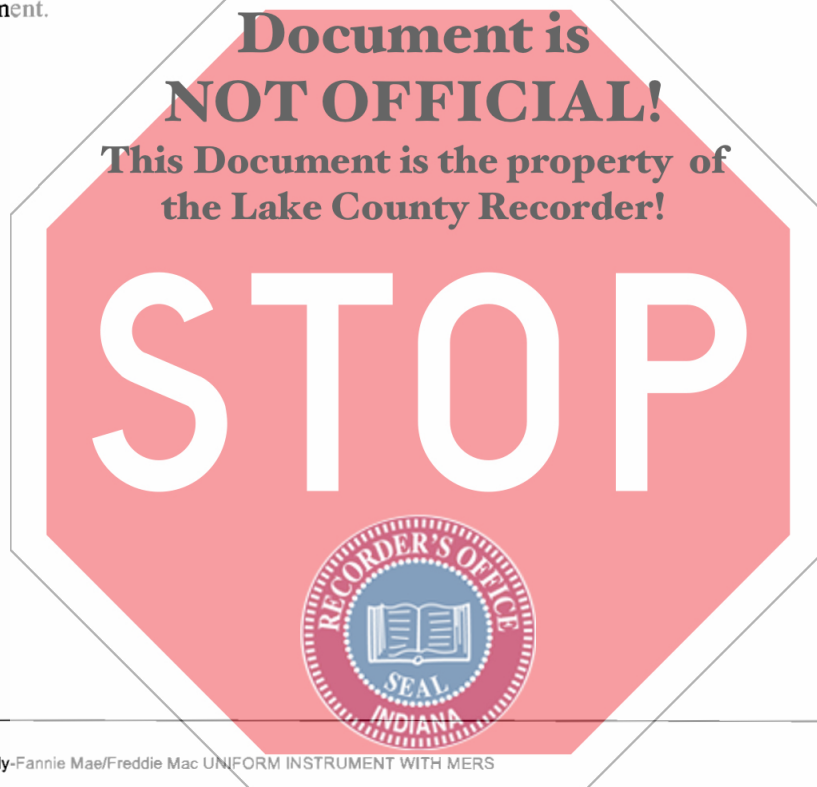 ment.
Document is
NOT OFFICIAL!
This Document is the property of
the Lake County Recorder!
STOP
RECORDER'S OFFICE
SEAL
INDIANA
ly-Fannie Mae/Freddie Mac UNIFORM INSTRUMENT WITH MERS